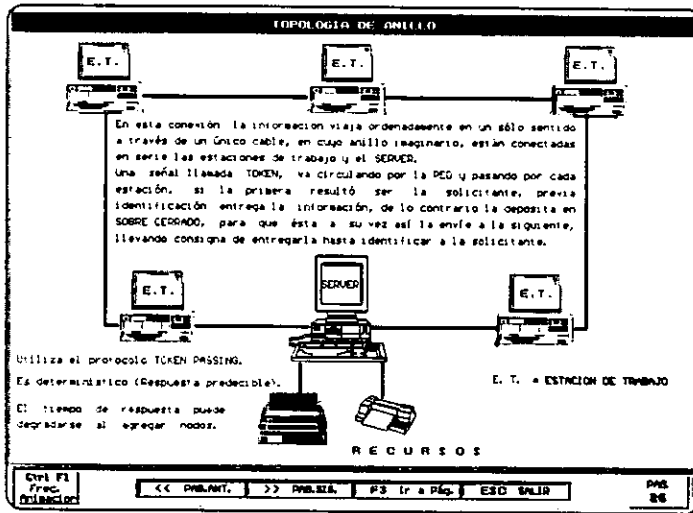 TOPOLOGIA DE ANILLO
E.T.
E.T.
E.T.
En esta conexión la información viaja ordenadamente en un sólo sentido
a través de un único cable, en cuyo anillo imaginario, están conectadas
en serie las estaciones de trabajo y el SERVER.
Una señal llamada TOKEN, va circulando por la RED y pasando por cada
estación, si la primera resultó ser la solicitante, previa
identificación entrega la información, de lo contrario la deposita en
SOBRE CERRADO, para que ésta a su vez así la envíe a la siguiente,
llevando consigna de entregarla hasta identificar a la solicitante.
E.T.
SERVER
E.T.
Utiliza el protocolo TOKEN PASSING.
Es determinístico (Respuesta predecible).
E. T. = ESTACION DE TRABAJO
El tiempo de respuesta puede
degradarse al agregar nodos.
RECURSOS
Ctrl F1
Frec.
Animacion
<< PAG.ANT.
>> PAG.SIG.
F3 Ir a Pág.
ESC SALIR
PAG.
26